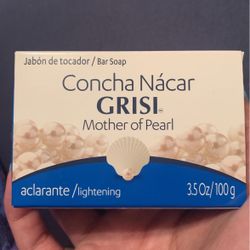 Jabón de tocador / Bar Soap
Concha Nácar
GRISI
Mother of Pearl
aclarante /lightening
3.5 Oz/100 g